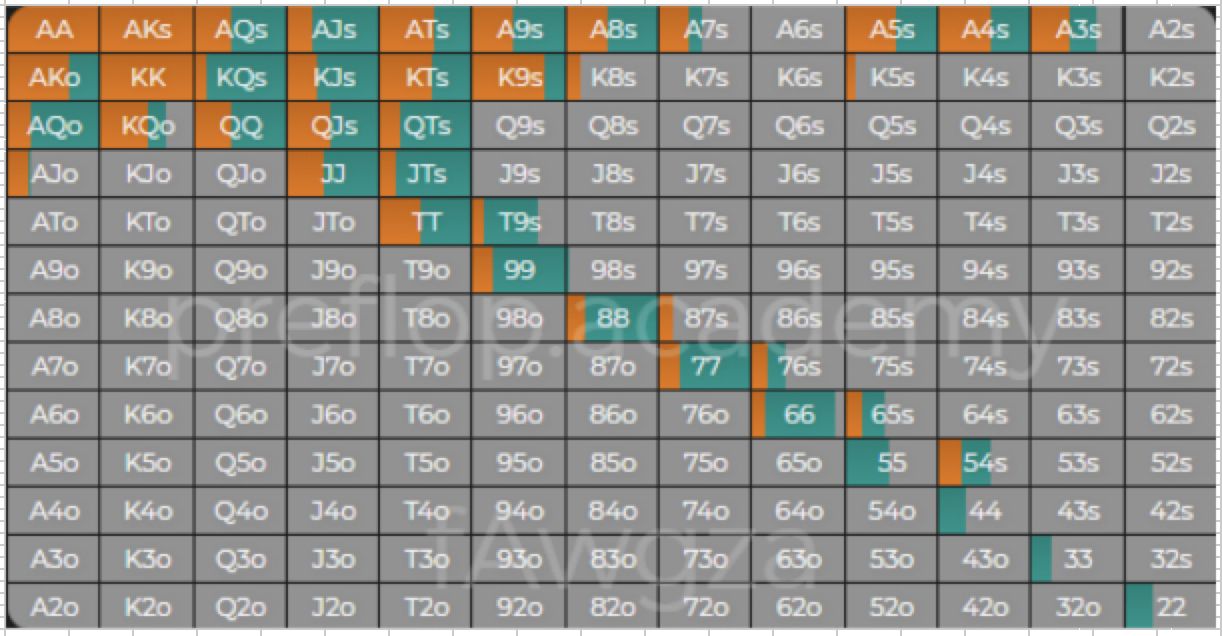 AA AKs AQs AJs ATs A9s A8s A7s A6s A5s A4s A3s A2s
AKo KK KQs KJs KTs K9s K8s K7s K6s K5s K4s K3s K2s
AQo KQo QQ QJs QTs Q9s Q8s Q7s Q6s Q5s Q4s Q3s Q2s
AJo KJo QJo JJ JTs J9s J8s J7s J6s J5s J4s J3s J2s
ATo KTo QTo JTo TT T9s T8s T7s T6s T5s T4s T3s T2s
A9o K9o Q9o J9o T9o 99 98s 97s 96s 95s 94s 93s 92s
A8o K8o Q8o J8o T8o 98o 88 87s 86s 85s 84s 83s 82s
preflop.academy
A7o K7o Q7o J7o T7o 97o 87o 77 76s 75s 74s 73s 72s
A6o K6o Q6o J6o T6o 96o 86o 76o 66 65s 64s 63s 62s
A5o K5o Q5o J5o T5o 95o 85o 75o 65o 55 54s 53s 52s
A4o K4o Q4o J4o T4o 94o 84o 74o 64o 54o 44 43s 42s
fAwgza
A3o K3o Q3o J3o T3o 93o 83o 73o 63o 53o 43o 33 32s
A2o K2o Q2o J2o T2o 92o 82o 72o 62o 52o 42o 32o 22